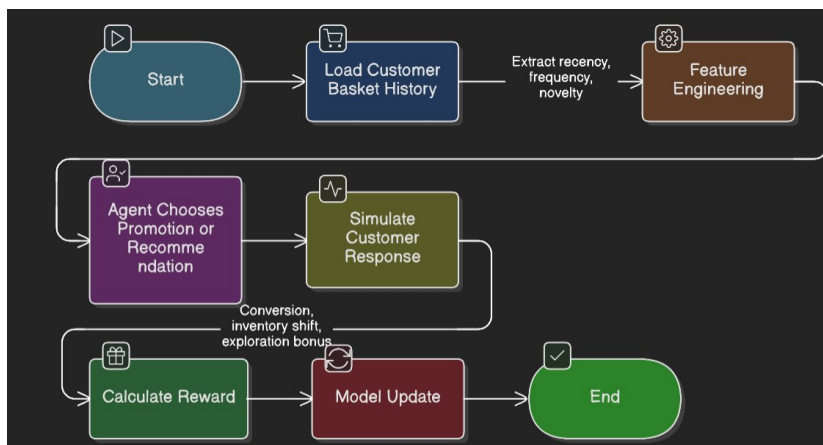 Start
Load Customer
Basket History
Extract recency,
frequency,
novelty
Feature
Engineering
Agent Chooses
Promotion or
Recomme
ndation
Simulate
Customer
Response
Conversion,
inventory shift,
exploration bonus
Calculate Reward
Model Update
End